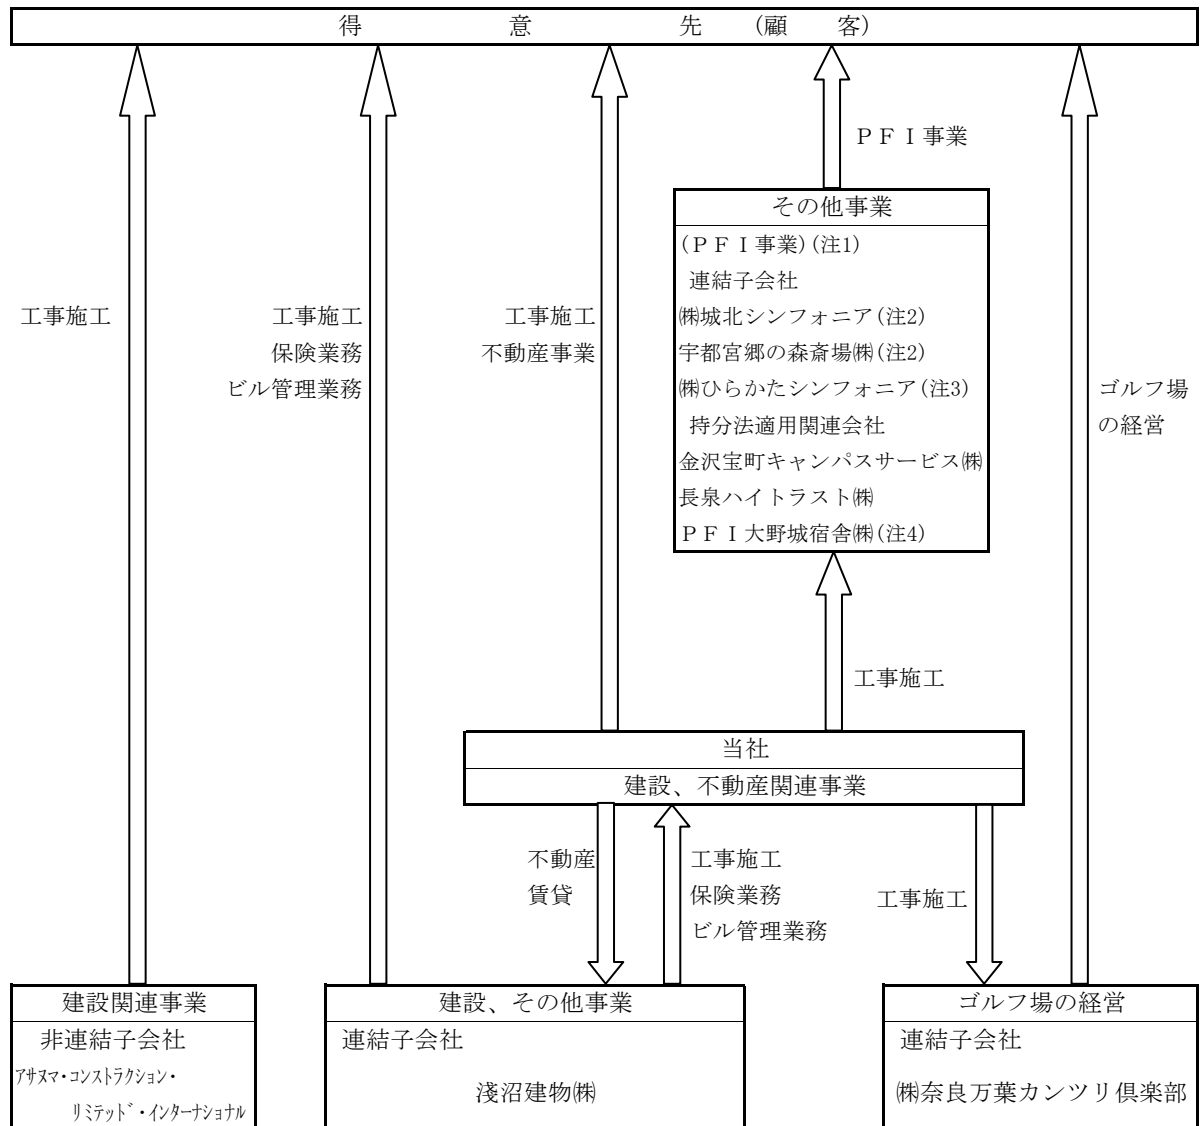 得意先(顧客)
ＰＦＩ事業
その他事業
(ＰＦＩ事業)(注1)
連結子会社
㈱城北シンフォニア(注2)
宇都宮郷の森斎場㈱(注2)
㈱ひらかたシンフォニア(注3)
持分法適用関連会社
金沢宝町キャンパスサービス㈱
長泉ハイトラスト㈱
ＰＦＩ大野城宿舎㈱(注4)
工事施工
工事施工
保険業務
ビル管理業務
工事施工
不動産事業
ゴルフ場
の経営
工事施工
当社
建設、不動産関連事業
不動産
賃貸
工事施工
保険業務
ビル管理業務
工事施工
建設関連事業
非連結子会社
ｱｻﾇﾏ・ｺﾝｽﾄﾗｸｼｮﾝ・
ﾘﾐﾃｯﾄﾞ・ｲﾝﾀｰﾅｼｮﾅﾙ
建設、その他事業
連結子会社
淺沼建物㈱
ゴルフ場の経営
連結子会社
㈱奈良万葉カンツリ倶楽部